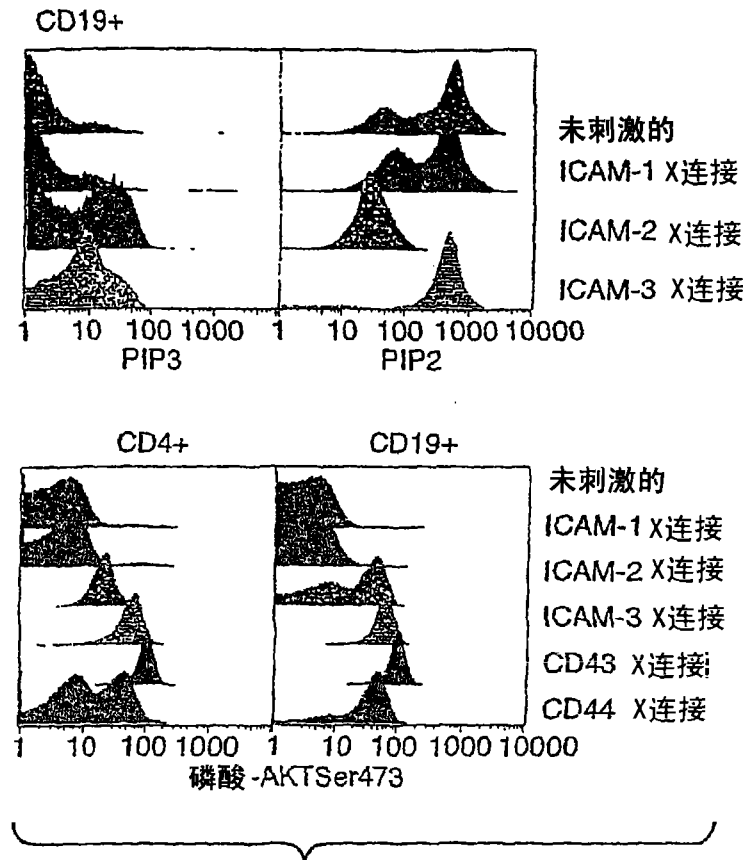 CD19+
未刺激的
ICAM-1 X连接
ICAM-2 X连接
ICAM-3 X连接
1 10 100 1000 1 10 100 1000 10000
PIP3 PIP2
CD4+ CD19+
未刺激的
ICAM-1 X连接
ICAM-2 X连接
ICAM-3 X连接
CD43 X连接
CD44 X连接
1 10 100 1000 1 10 100 1000 10000
磷酸-AKTSer473